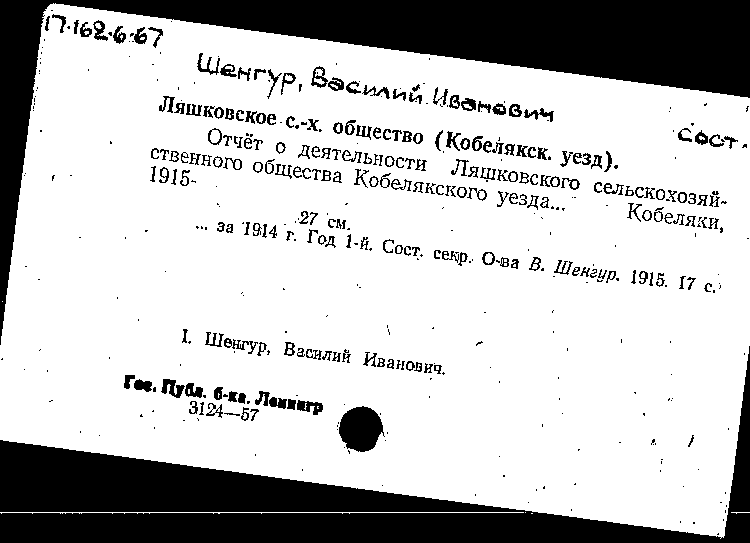 17.162.6.67
Шенгур, Василий Иванович
сост.
Ляшковское с.-х. общество (Кобелякск. уезд).
Отчёт о деятельности Ляшковского сельскохозяй-
ственного общества Кобелякского уезда... Кобеляки,
1915-
27 см.
... за 1914 г. Год 1-й. Сост. секр. О-ва В. Шенгур. 1915. 17 с.
I. Шенгур, Василий Иванович.
Гос. Публ. б-ка. Ленингр
3124—57